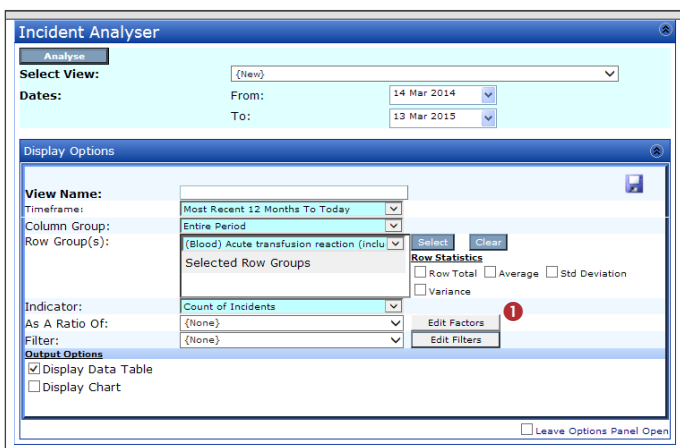 Incident Analyser
Analyse
Select View: {New}
Dates: From: 14 Mar 2014
To: 13 Mar 2015
Display Options
View Name:
Timeframe: Most Recent 12 Months To Today
Column Group: Entire Period
Row Group(s): (Blood) Acute transfusion reaction (inclu Select Clear
Selected Row Groups
Row Statistics
Row Total Average Std Deviation
Variance
Indicator: Count of Incidents
1
As A Ratio Of: {None} Edit Factors
Filter: {None} Edit Filters
Output Options
Display Data Table
Display Chart
Leave Options Panel Open